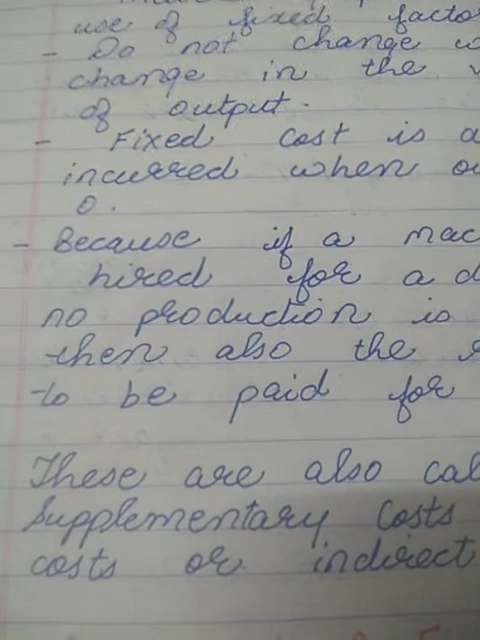 use of fixed factor
- Do not change
change in the
of output.
- Fixed cost is a
incurred when
0.
- Because if a mac
hired for a d
no production is
then also the
to be paid for
These are also cal
Supplementary Costs
costs or indirect